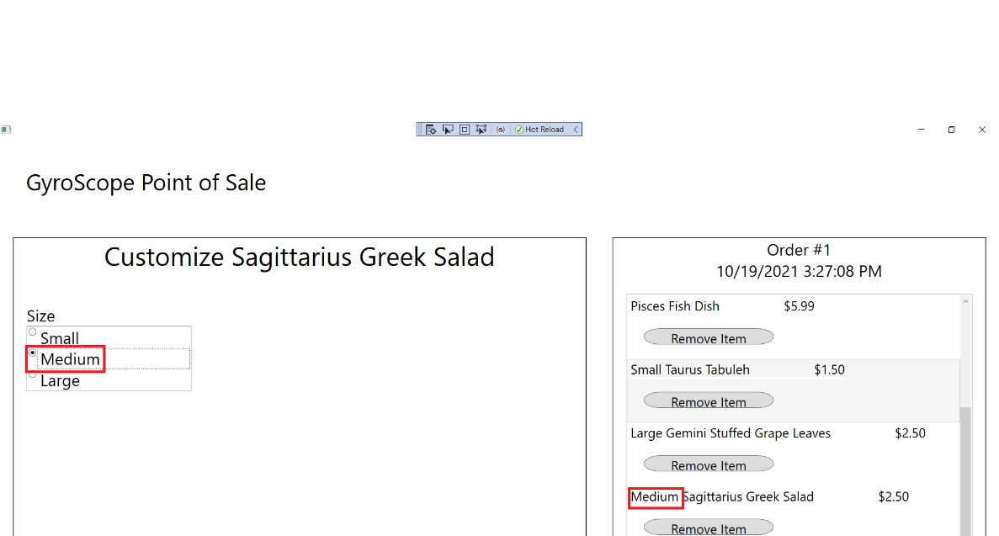 Hot Reload
GyroScope Point of Sale
Customize Sagittarius Greek Salad
Size
Small
Medium
Large
Order #1
10/19/2021 3:27:08 PM
Pisces Fish Dish $5.99
Remove Item
Small Taurus Tabuleh $1.50
Remove Item
Large Gemini Stuffed Grape Leaves $2.50
Remove Item
Medium Sagittarius Greek Salad $2.50
Remove Item